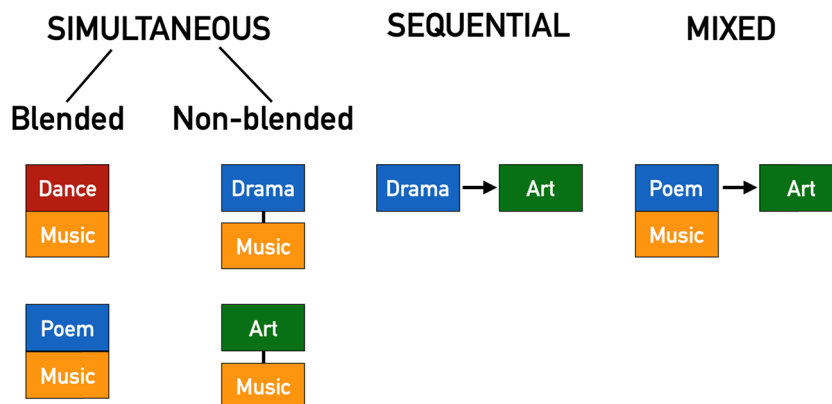 SIMULTANEOUS
SEQUENTIAL
MIXED
Blended
Non-blended
Dance
Music
Drama
Music
Drama
Art
Poem
Music
Art
Poem
Music
Art
Music